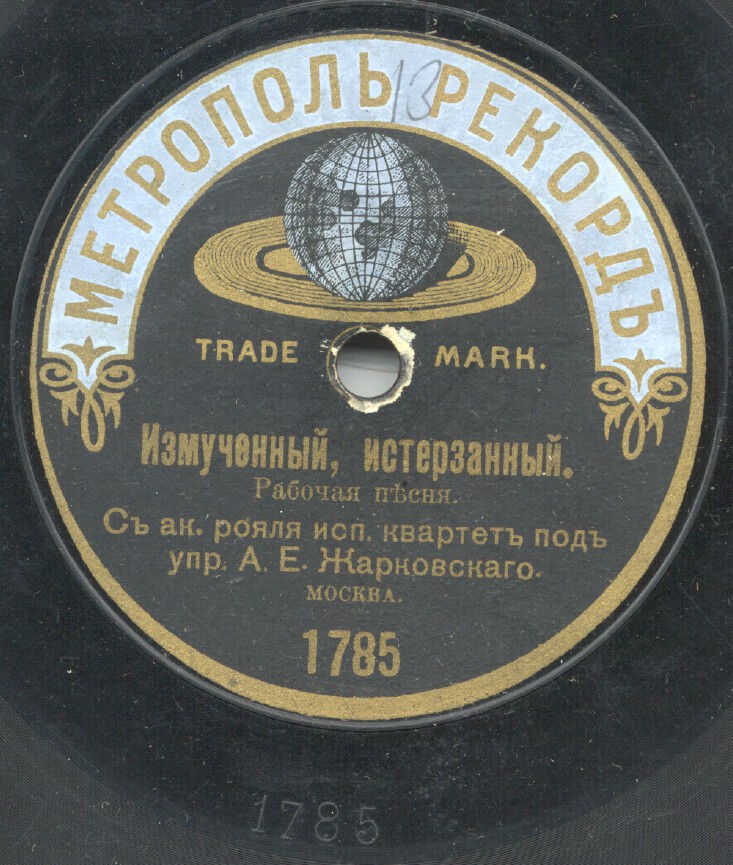 МЕТРОПОЛЬ РЕКОРДЪ
13
TRADE MARK.
Измученный, истерзанный.
Рабочая пѣсня.
Съ ак. рояля исп. квартетъ подъ
упр. А. Е. Жарковскаго.
МОСКВА.
1785
1785